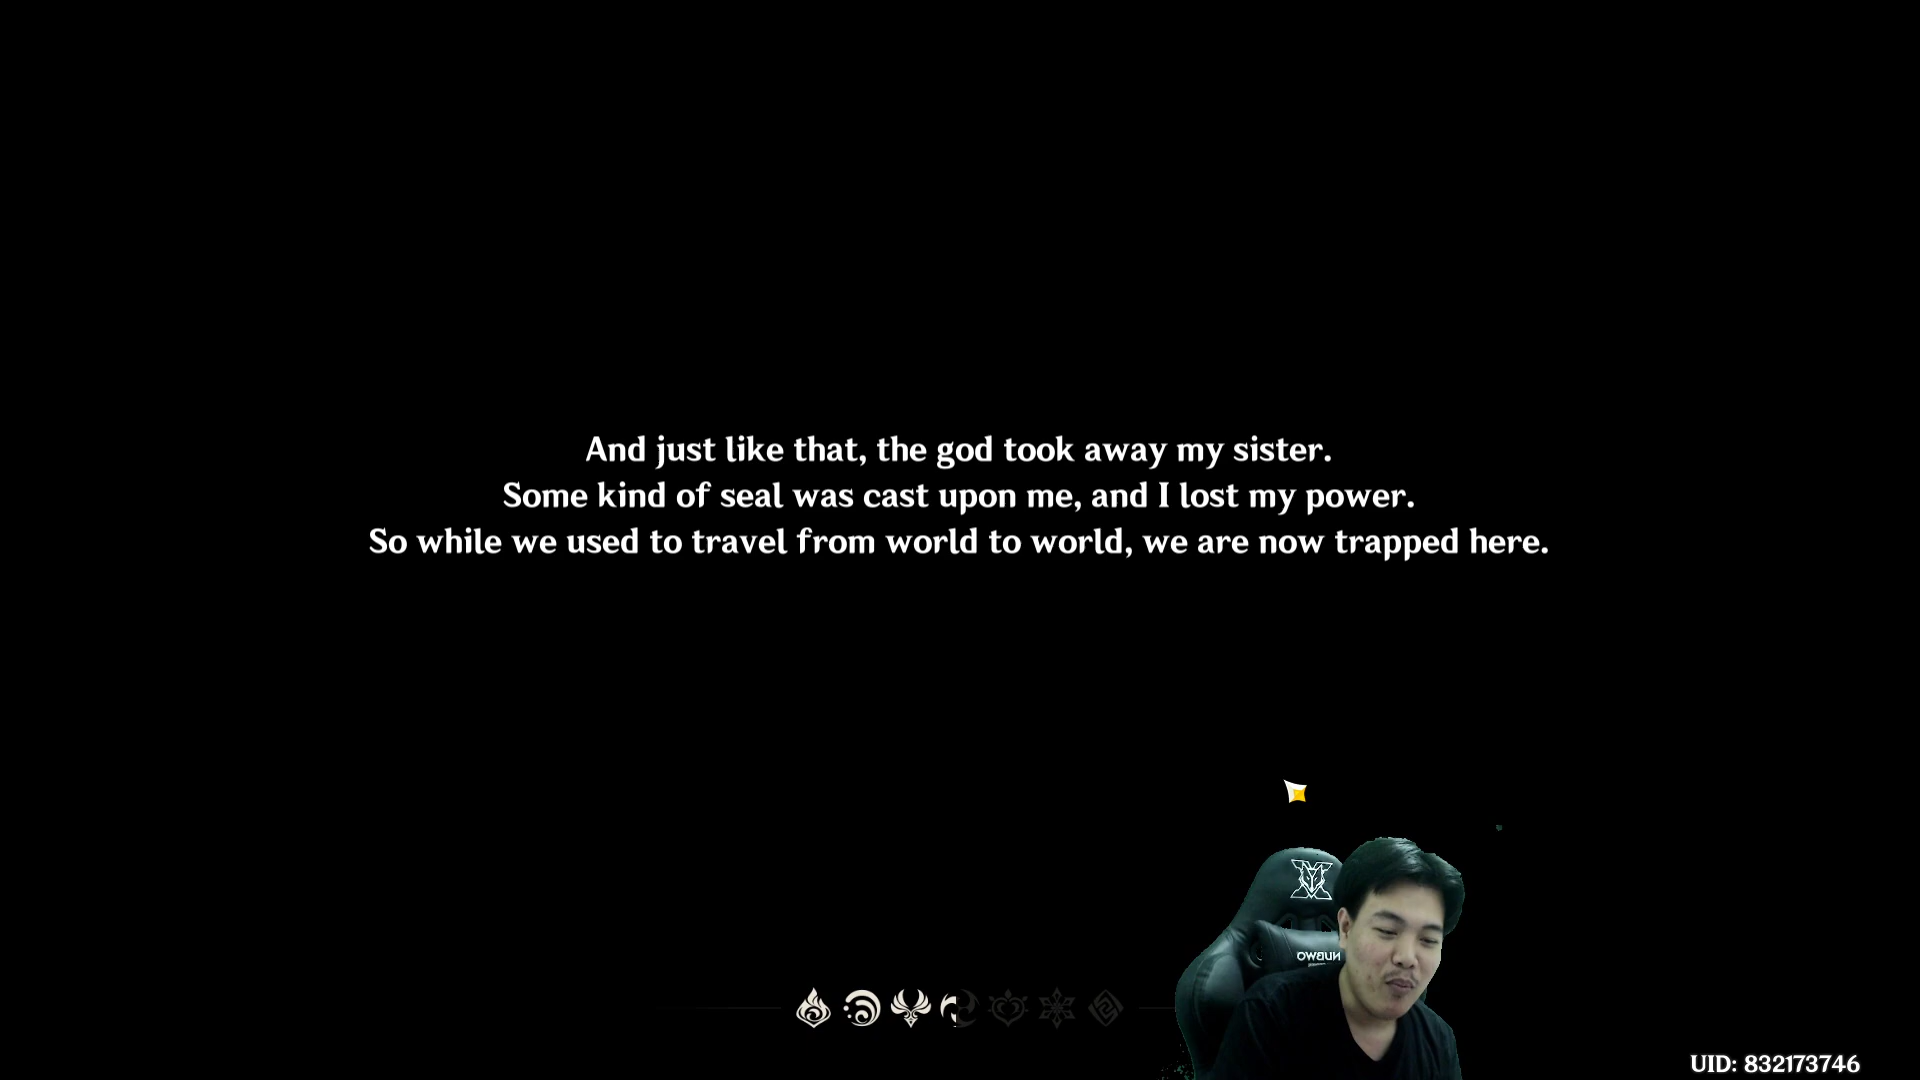 And just like that, the god took away my sister.
Some kind of seal was cast upon me, and I lost my power.
So while we used to travel from world to world, we are now trapped here.
NUBWO
UID: 832173746